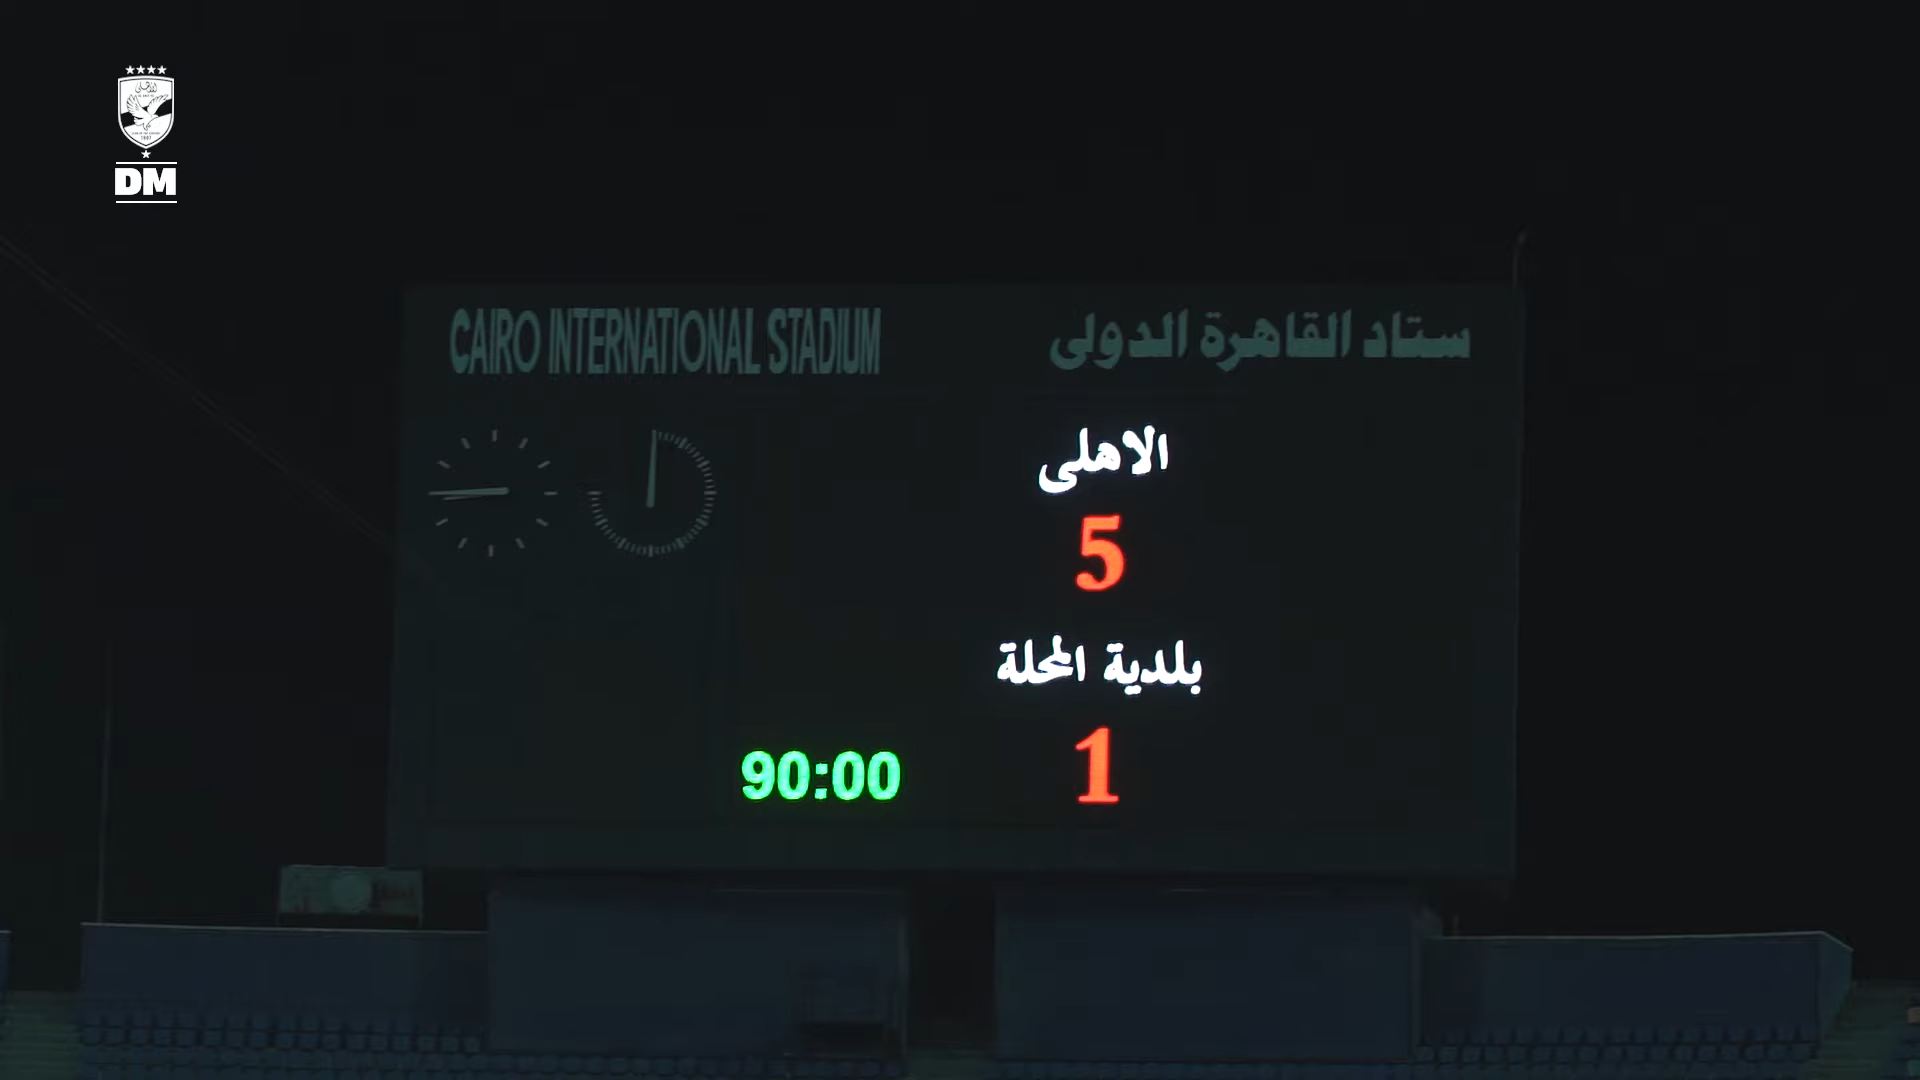 DM
CAIRO INTERNATIONAL STADIUM
ستاد القاهرة الدولى
الاهلى
5
بلدية المحلة
1
90:00